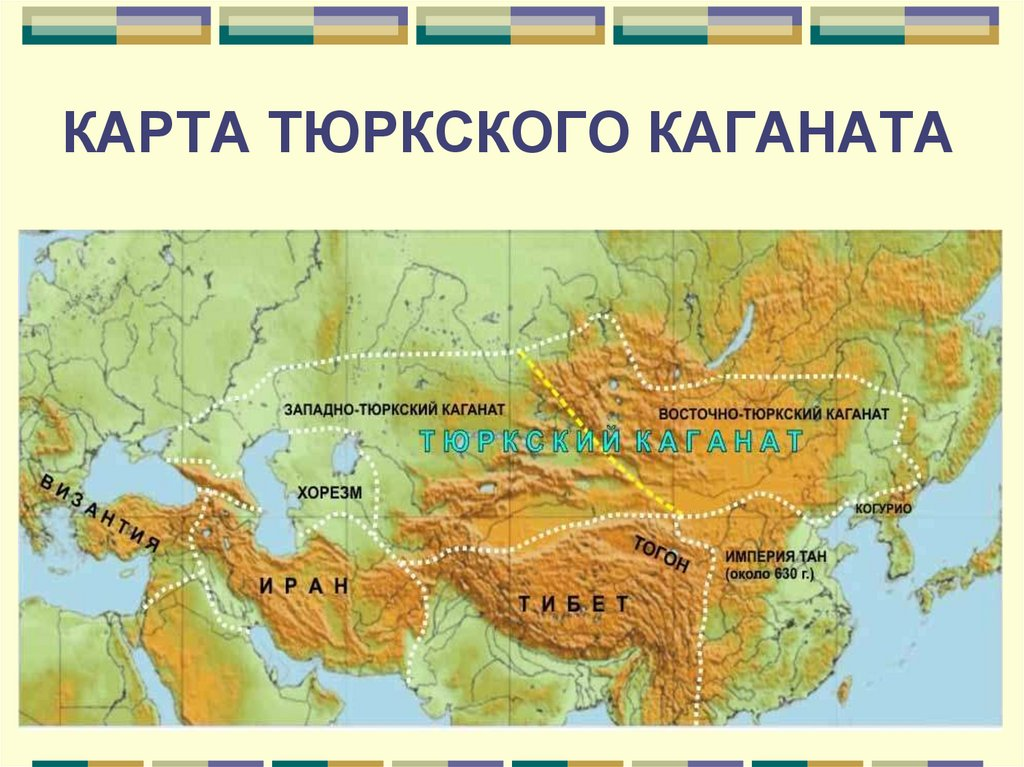 КАРТА ТЮРКСКОГО КАГАНАТА
ЗАПАДНО-ТЮРКСКИЙ КАГАНАТ
ВОСТОЧНО-ТЮРКСКИЙ КАГАНАТ
ТЮРКСКИЙ КАГАНАТ
ХОРЕЗМ
ВИЗАНТИЯ
КОГУРИО
ТОГОН
ИМПЕРИЯ ТАН
(около 630 г.)
ИРАН
ТИБЕТ